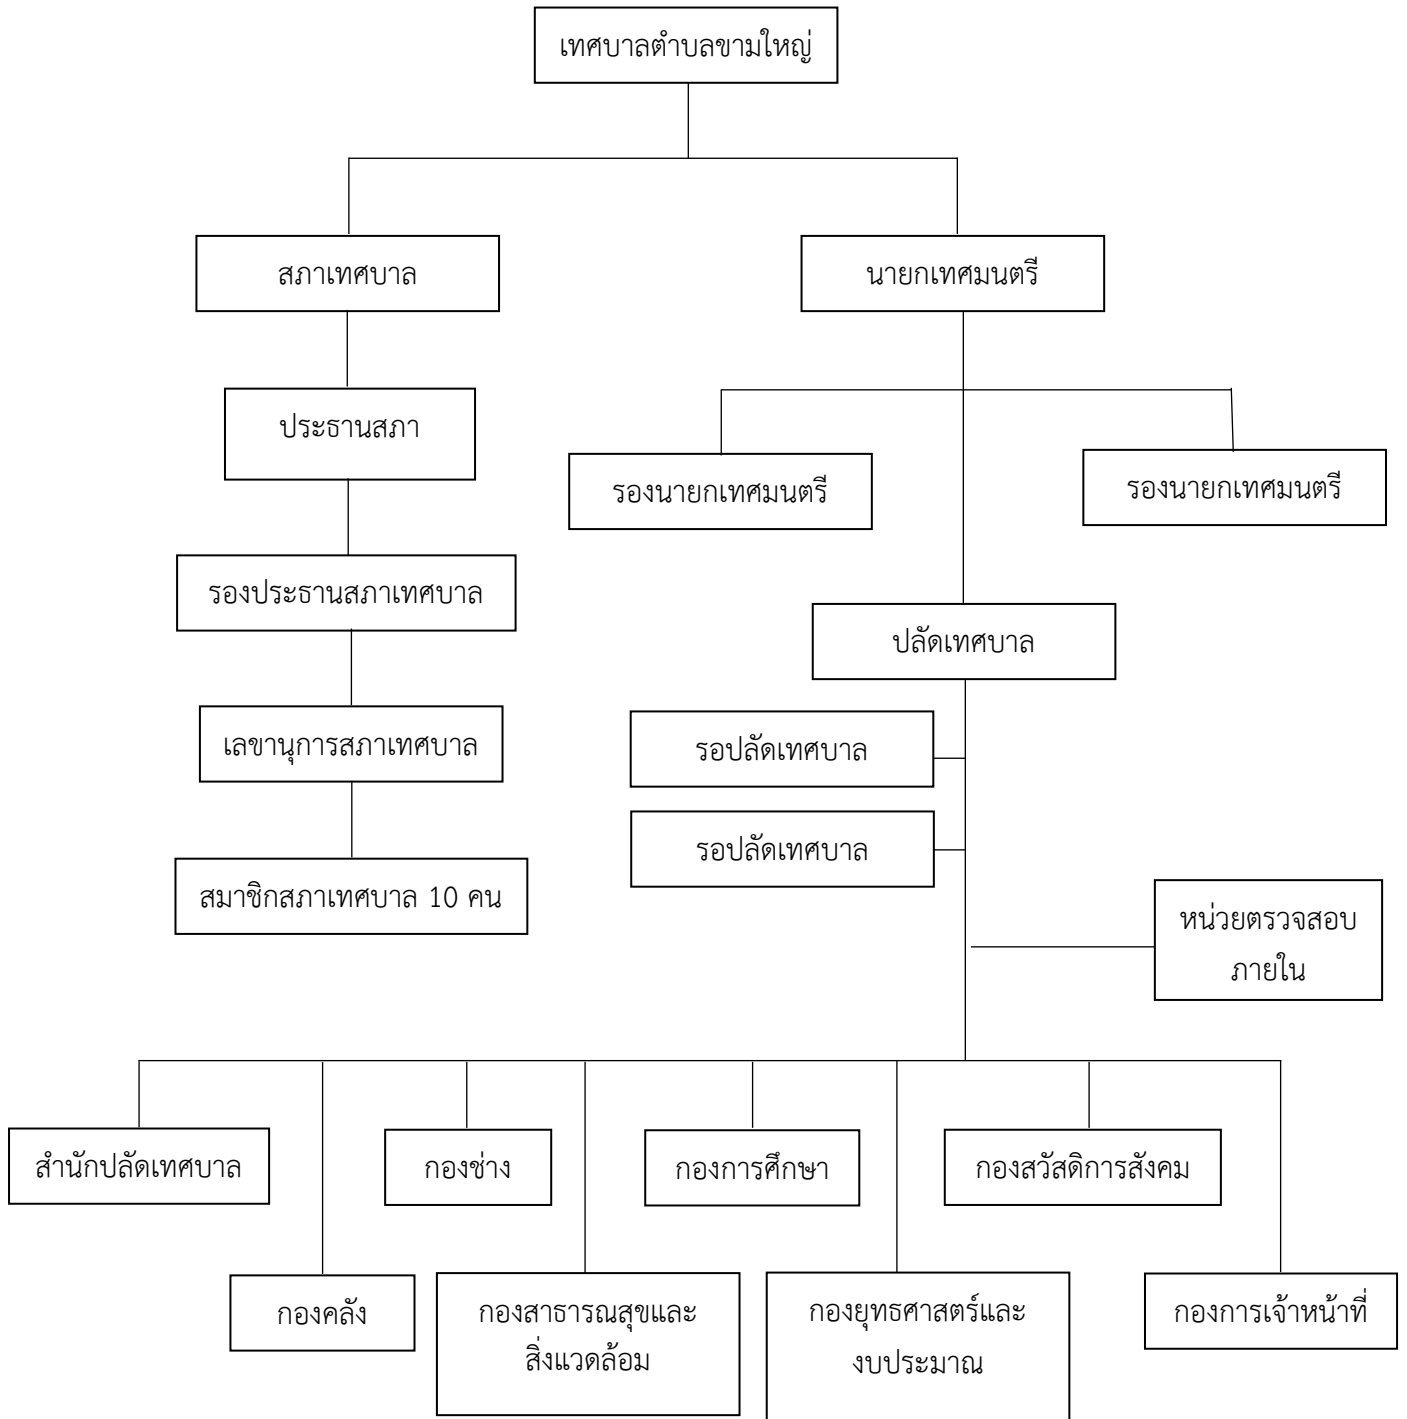 เทศบาลตำบลขามใหญ่
สภาเทศบาล
นายกเทศมนตรี
ประธานสภา
รองนายกเทศมนตรี
รองนายกเทศมนตรี
รองประธานสภาเทศบาล
ปลัดเทศบาล
เลขานุการสภาเทศบาล
รอปลัดเทศบาล
รอปลัดเทศบาล
สมาชิกสภาเทศบาล 10 คน
หน่วยตรวจสอบ
ภายใน
สำนักปลัดเทศบาล
กองช่าง
กองการศึกษา
กองสวัสดิการสังคม
กองคลัง
กองสาธารณสุขและ
สิ่งแวดล้อม
กองยุทธศาสตร์และ
งบประมาณ
กองการเจ้าหน้าที่